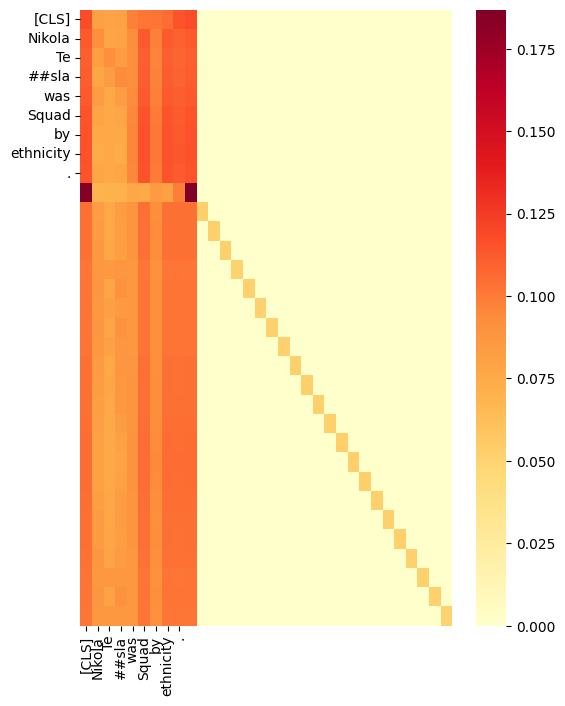 [CLS]
Nikola
Te
##sla
was
Squad
by
ethnicity
.
0.175
0.150
0.125
0.100
0.075
0.050
0.025
0.000
[CLS]
Nikola
Te
##sla
was
Squad
by
ethnicity
.